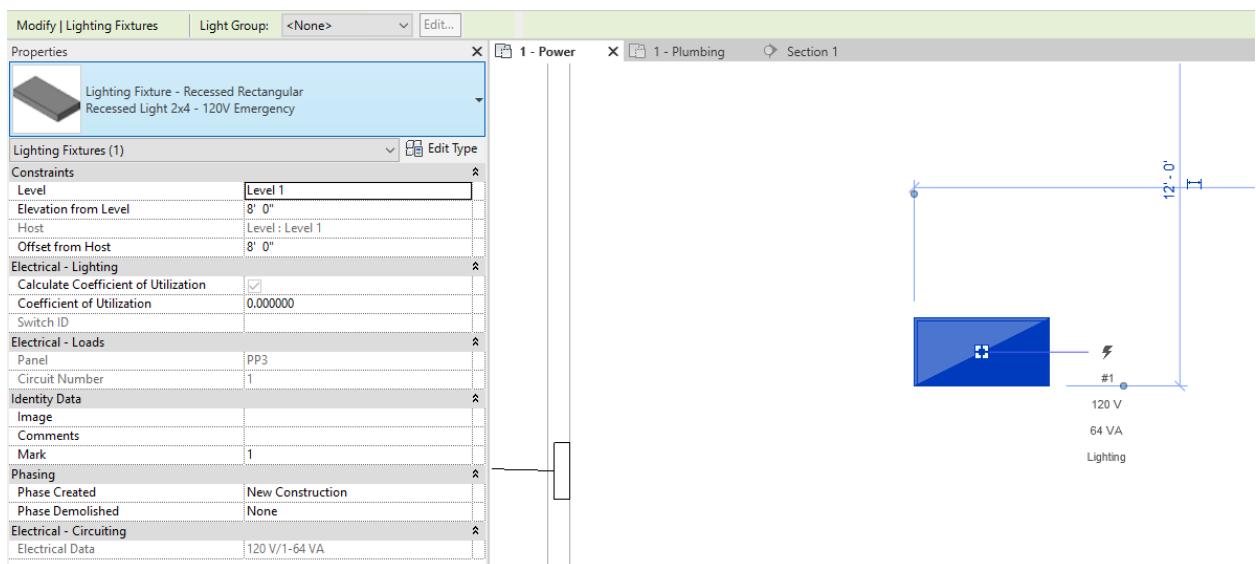 Modify | Lighting Fixtures Light Group: <None> Edit...
Properties
1 - Power 1 - Plumbing Section 1
Lighting Fixture - Recessed Rectangular
Recessed Light 2x4 - 120V Emergency
Lighting Fixtures (1) Edit Type
Constraints
Level Level 1
Elevation from Level 8' 0"
Host Level : Level 1
Offset from Host 8' 0"
Electrical - Lighting
Calculate Coefficient of Utilization
Coefficient of Utilization 0.000000
Switch ID
Electrical - Loads
Panel PP3
Circuit Number 1
Identity Data
Image
Comments
Mark 1
Phasing
Phase Created New Construction
Phase Demolished None
Electrical - Circuiting
Electrical Data 120 V/1-64 VA
12' - 0"
#1
120 V
64 VA
Lighting